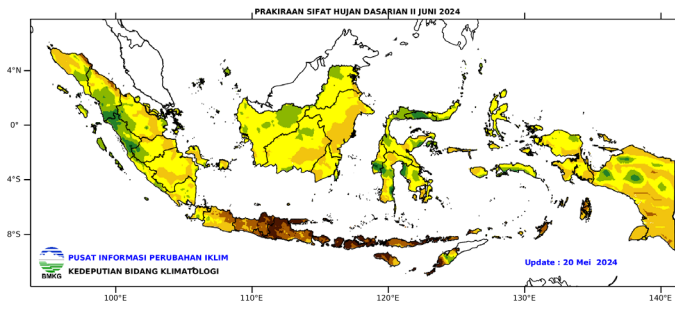 PRAKIRAAN SIFAT HUJAN DASARIAN II JUNI 2024
4°N
0°
4°S
8°S
PUSAT INFORMASI PERUBAHAN IKLIM
KEDEPUTIAN BIDANG KLIMATOLOGI
BMKG
Update : 20 Mei 2024
100°E
110°E
120°E
130°E
140°E